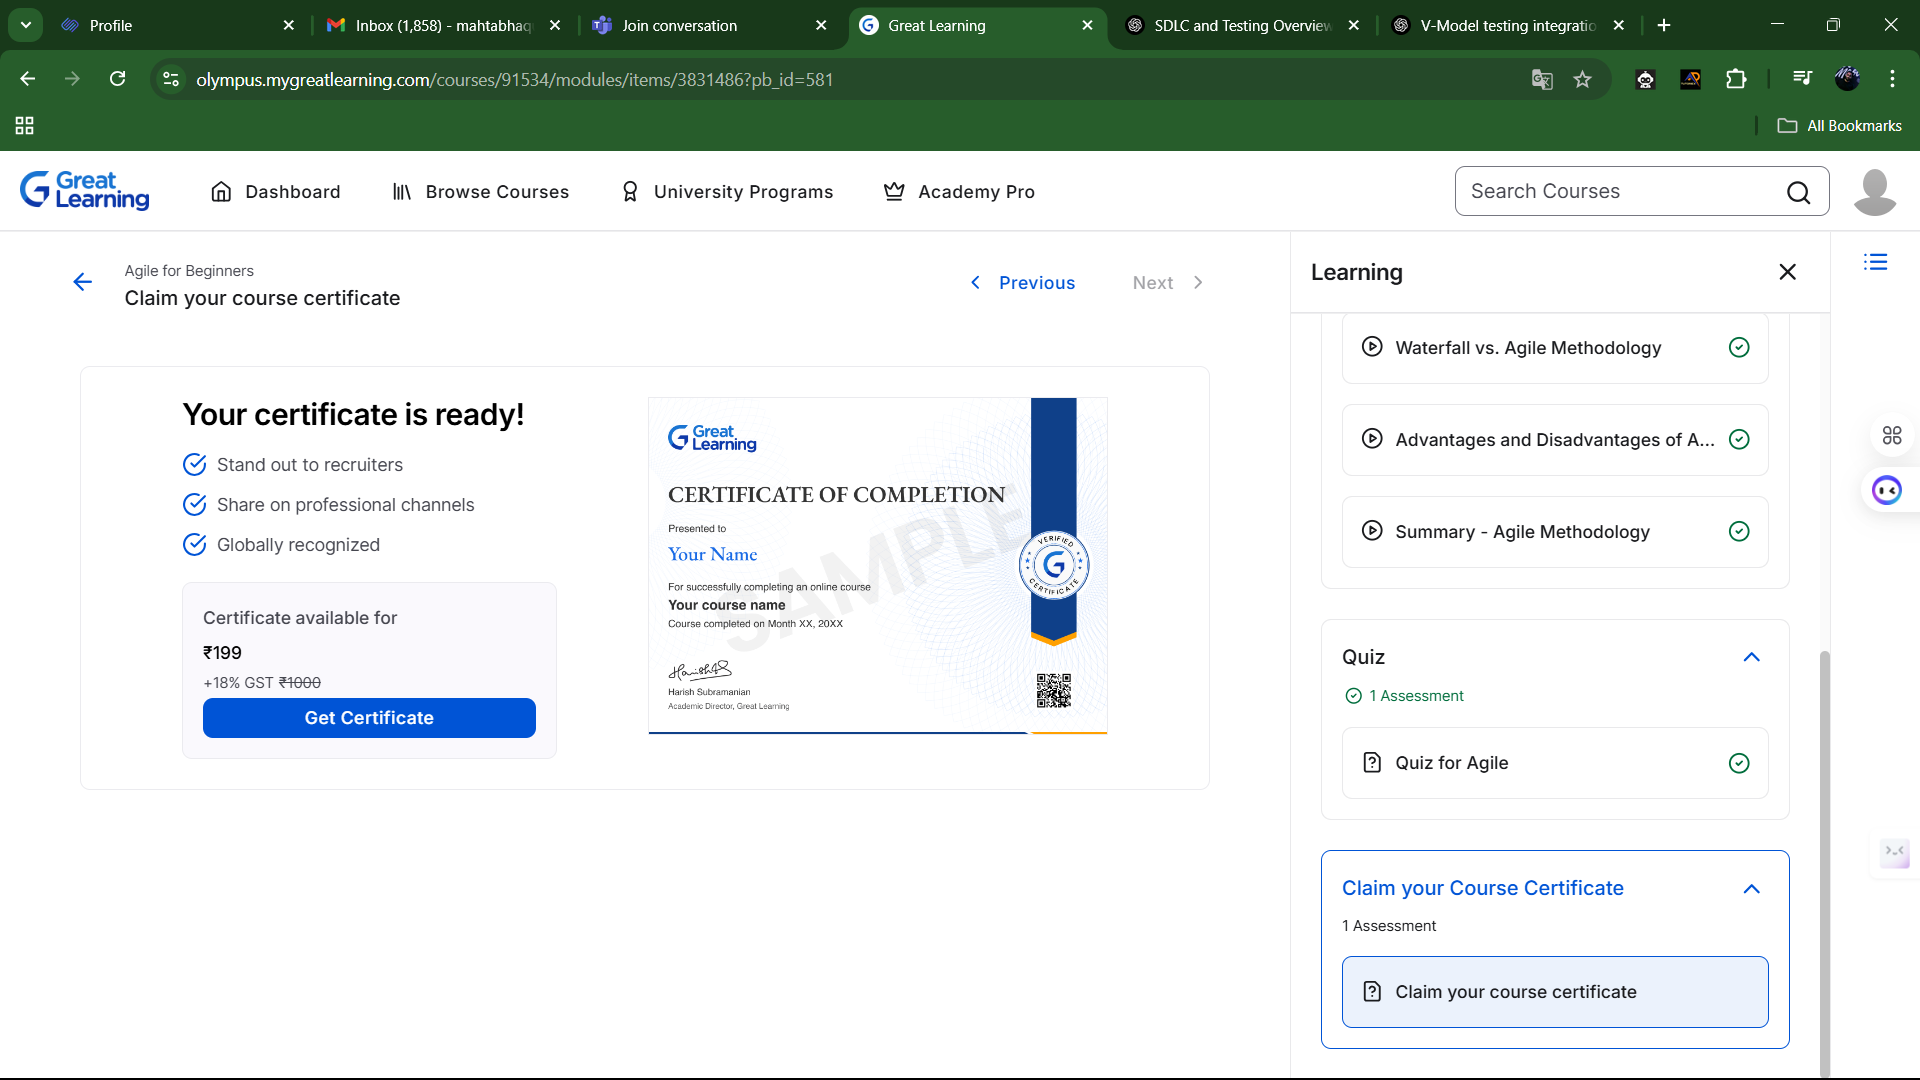 Profile
Inbox (1,858) - mahtabhaq
Join conversation
Great Learning
SDLC and Testing Overview
V-Model testing integratio
olympus.mygreatlearning.com/courses/91534/modules/items/3831486?pb_id=581
All Bookmarks
Great Learning
Dashboard
Browse Courses
University Programs
Academy Pro
Search Courses
Agile for Beginners
Claim your course certificate
Previous
Next
Your certificate is ready!
Stand out to recruiters
Share on professional channels
Globally recognized
Certificate available for
₹199
+18% GST ₹1000
Get Certificate
Great Learning
CERTIFICATE OF COMPLETION
Presented to
Your Name
For successfully completing an online course
Your course name
Course completed on Month XX, 20XX
SAMPLE
VERIFIED
CERTIFICATE
Harish Subramanian
Academic Director, Great Learning
Learning
Waterfall vs. Agile Methodology
Advantages and Disadvantages of A...
Summary - Agile Methodology
Quiz
1 Assessment
Quiz for Agile
Claim your Course Certificate
1 Assessment
Claim your course certificate